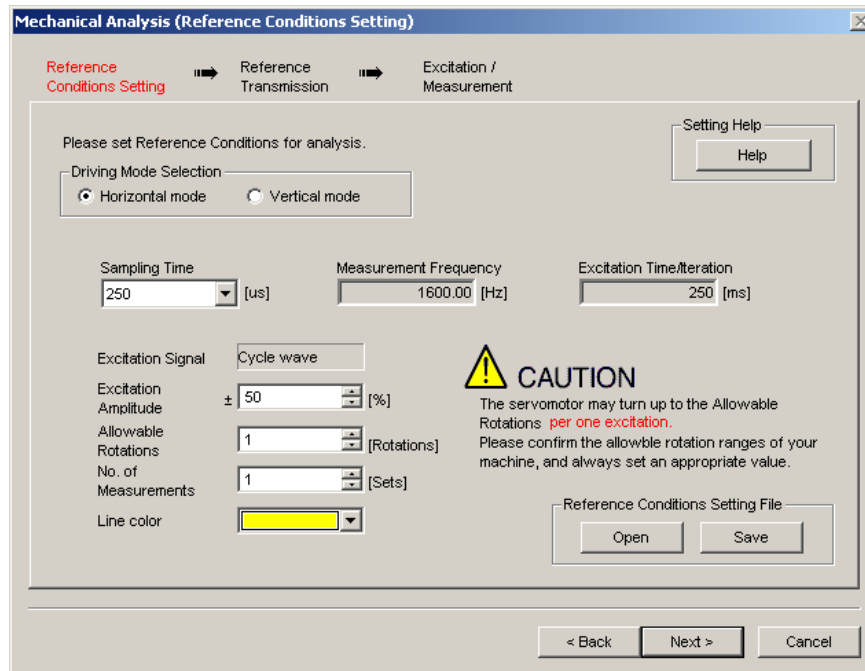 Mechanical Analysis (Reference Conditions Setting)
Reference Conditions Setting
Reference Transmission
Excitation / Measurement
Please set Reference Conditions for analysis.
Setting Help
Help
Driving Mode Selection
Horizontal mode
Vertical mode
Sampling Time
250 [us]
Measurement Frequency
1600.00 [Hz]
Excitation Time/Iteration
250 [ms]
Excitation Signal
Cycle wave
Excitation
Amplitude
± 50 [%]
Allowable
Rotations
1 [Rotations]
No. of
Measurements
1 [Sets]
Line color
CAUTION
The servomotor may turn up to the Allowable
Rotations per one excitation.
Please confirm the allowble rotation ranges of your
machine, and always set an appropriate value.
Reference Conditions Setting File
Open
Save
< Back
Next >
Cancel